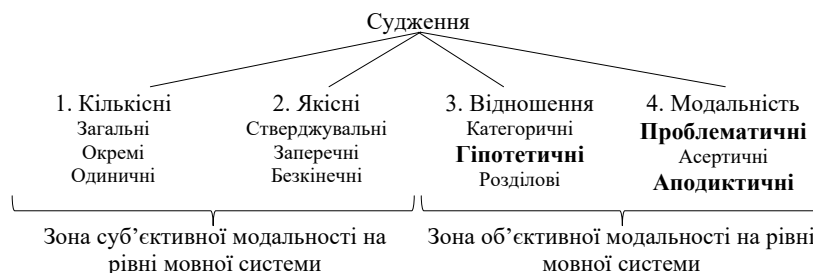 Судження
1. Кількісні
Загальні
Окремі
Одиничні
2. Якісні
Стверджувальні
Заперечні
Безкінечні
3. Відношення
Категоричні
Гіпотетичні
Розділові
4. Модальність
Проблематичні
Асертичні
Аподиктичні
Зона суб’єктивної модальності на
рівні мовної системи
Зона об’єктивної модальності на рівні
мовної системи